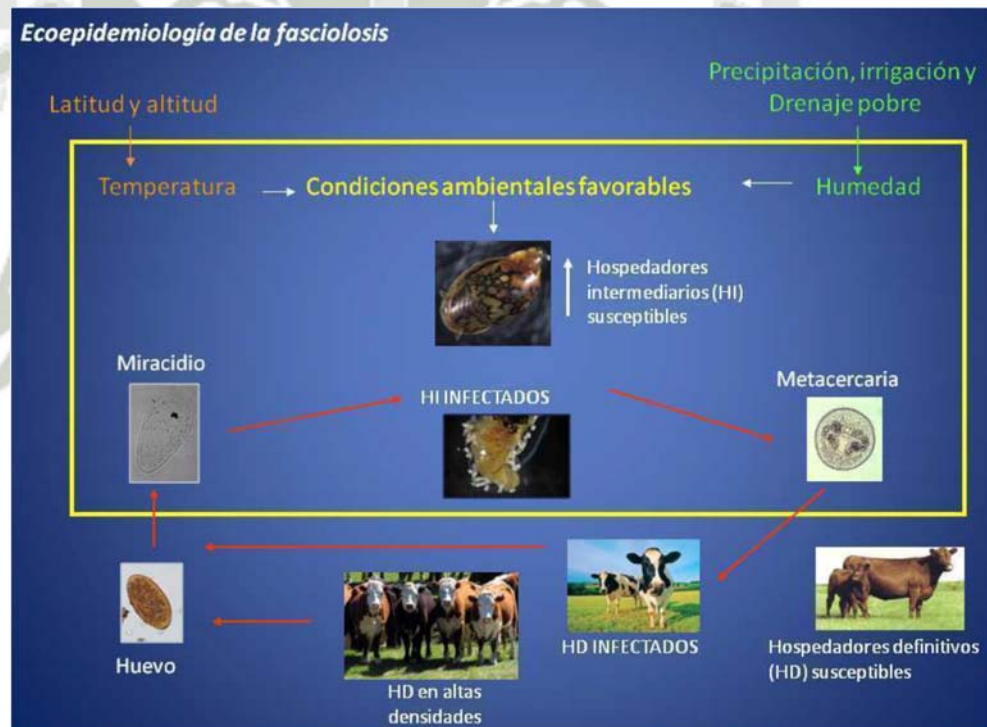 Ecoepidemiología de la fasciolosis
Precipitación, irrigación y
Drenaje pobre
Latitud y altitud
Temperatura
Condiciones ambientales favorables
Humedad
Hospedadores
intermediarios (HI)
susceptibles
Miracidio
HI INFECTADOS
Metacercaria
Huevo
HD en altas
densidades
HD INFECTADOS
Hospedadores definitivos
(HD) susceptibles